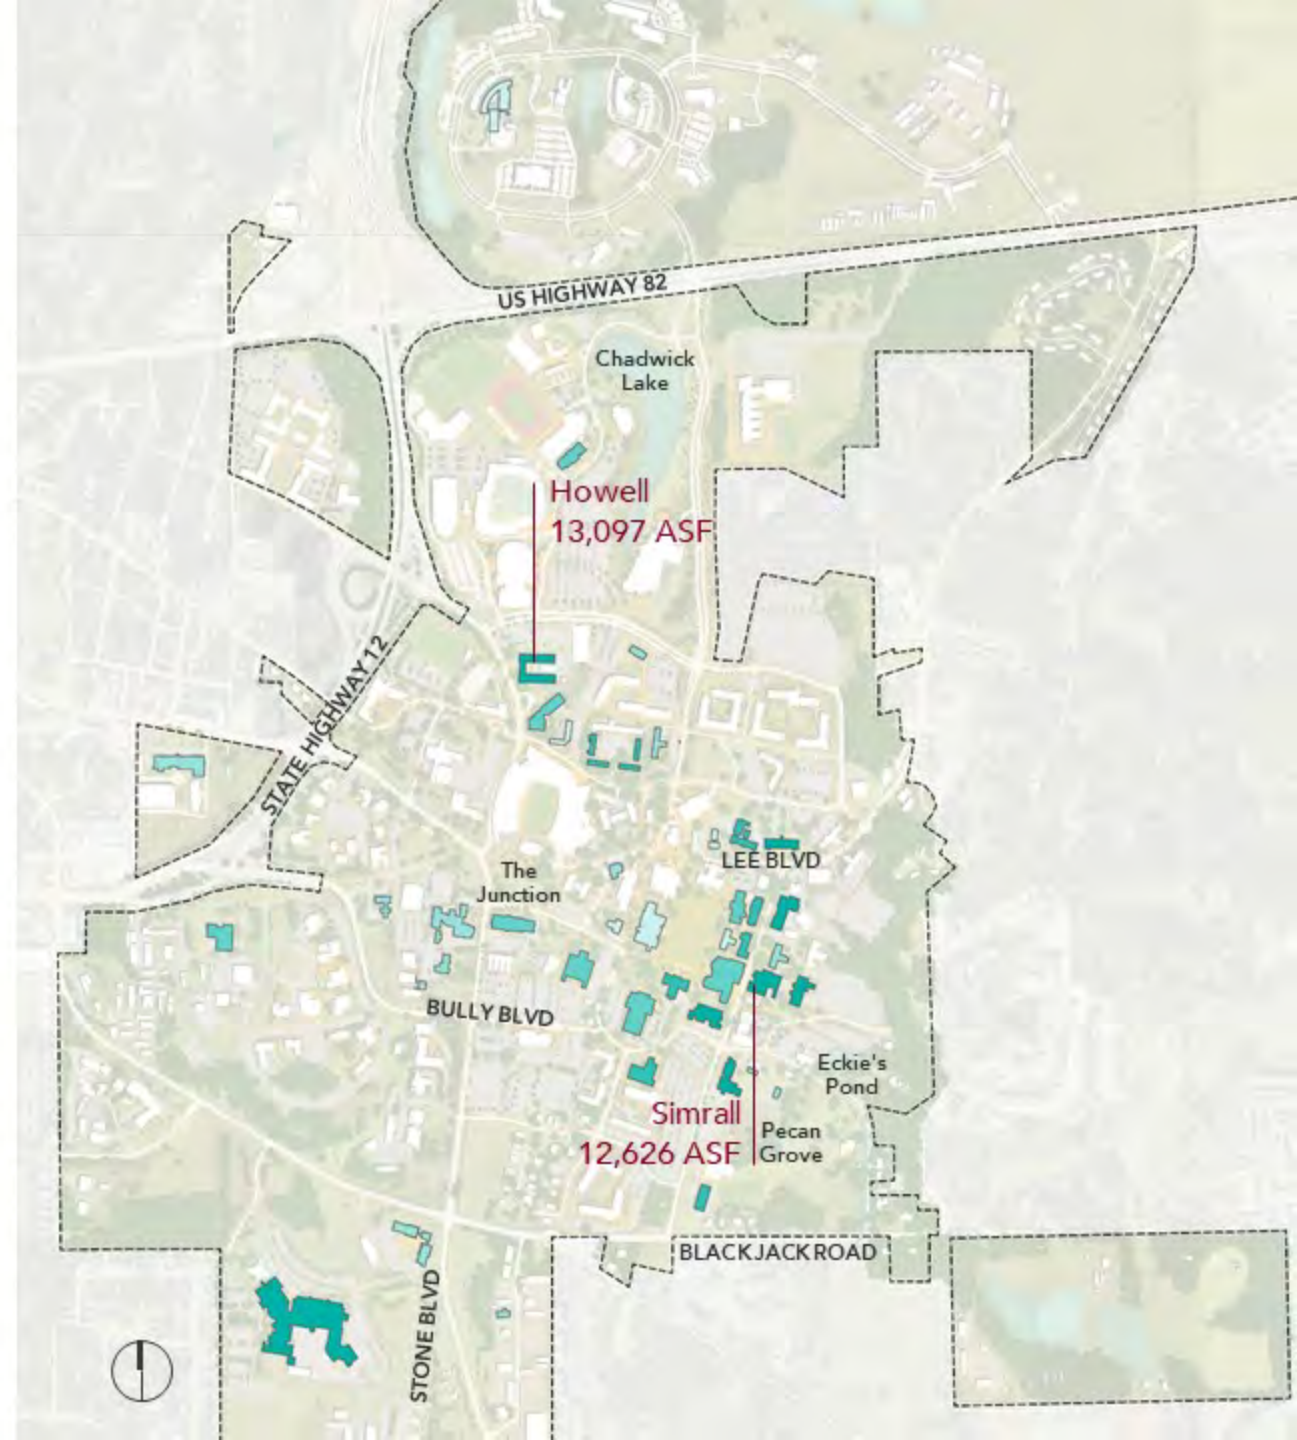 US HIGHWAY 82
Chadwick
Lake
Howell
13,097 ASF
STATE HIGHWAY 12
LEE BLVD
The
Junction
BULLY BLVD
Eckie's
Pond
Simrall
12,626 ASF
Pecan
Grove
BLACKJACK ROAD
STONE BLVD